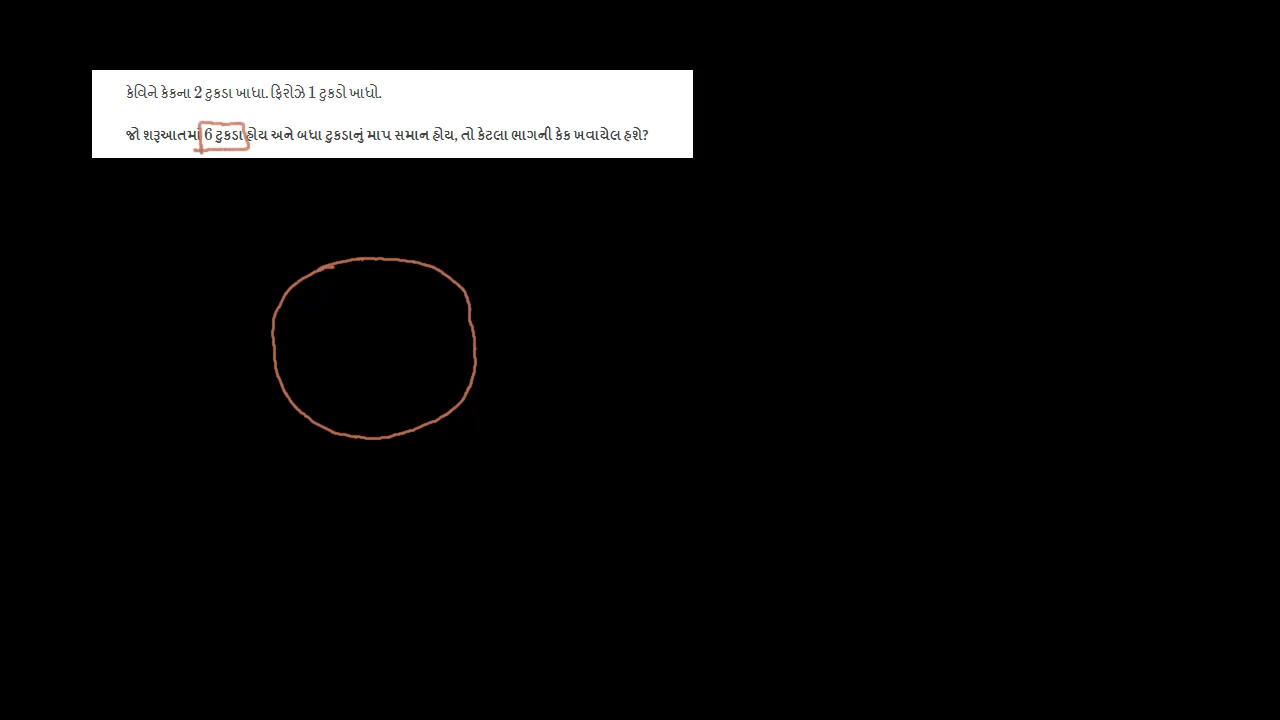 કેવિને કેકના 2 ટુકડા ખાધા. ફિરોઝે 1 ટુકડો ખાધો.
જો શરૂઆતમાં 6 ટુકડા હોય અને બધા ટુકડાનું માપ સમાન હોય, તો કેટલા ભાગની કેક ખવાયેલ હશે?